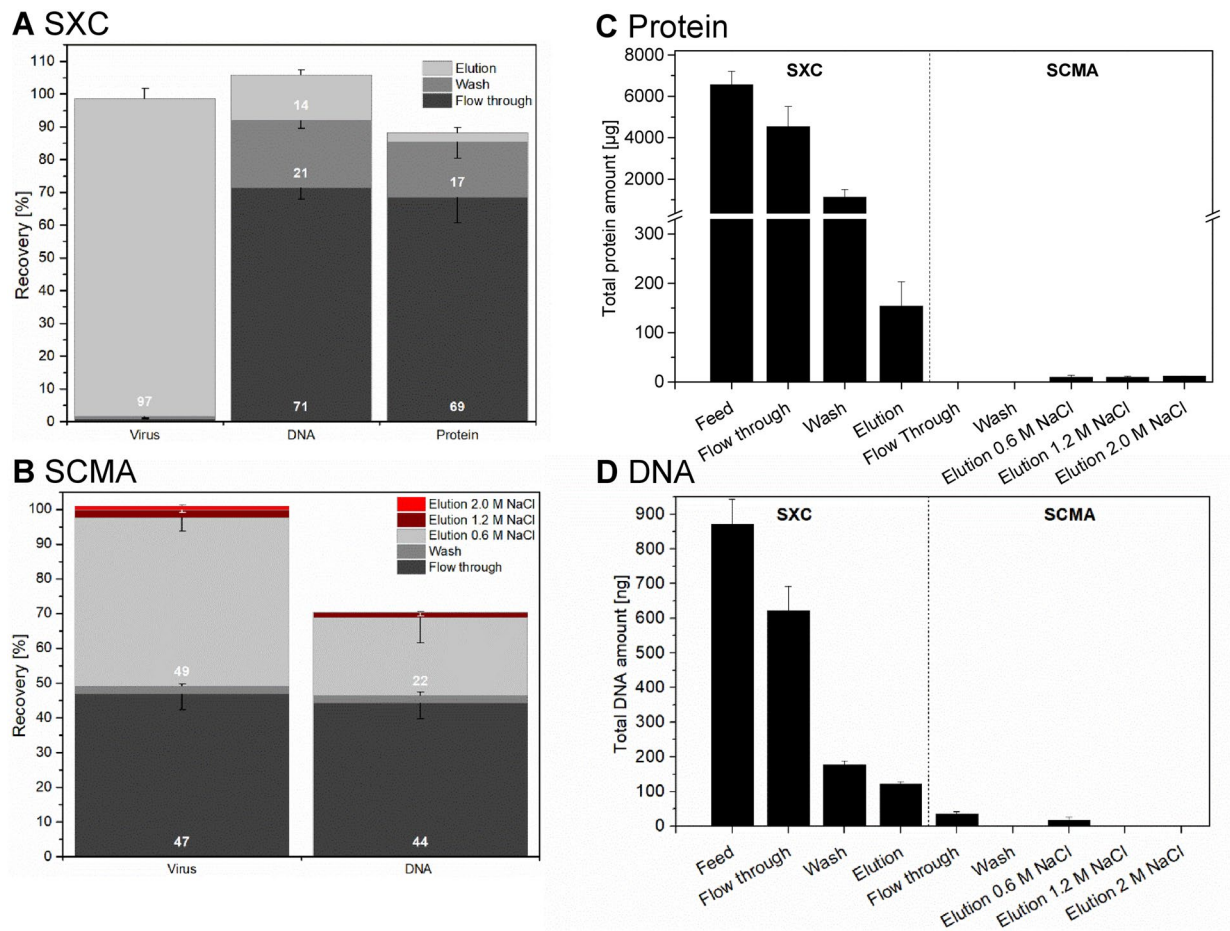 A SXC
Recovery [%]
110
100
90
80
70
60
50
40
30
20
10
0
Elution
Wash
Flow through
97
14
21
71
17
69
Virus DNA Protein
B SCMA
Recovery [%]
100
90
80
70
60
50
40
30
20
10
0
Elution 2.0 M NaCl
Elution 1.2 M NaCl
Elution 0.6 M NaCl
Wash
Flow through
49
47
22
44
Virus DNA
C Protein
Total protein amount [µg]
8000
6000
4000
2000
300
200
100
0
SXC SCMA
Feed
Flow through
Wash
Elution
Flow Through
Wash
Elution 0.6 M NaCl
Elution 1.2 M NaCl
Elution 2.0 M NaCl
D DNA
Total DNA amount [ng]
900
800
700
600
500
400
300
200
100
0
SXC SCMA
Feed
Flow through
Wash
Elution
Flow through
Wash
Elution 0.6 M NaCl
Elution 1.2 M NaCl
Elution 2 M NaCl